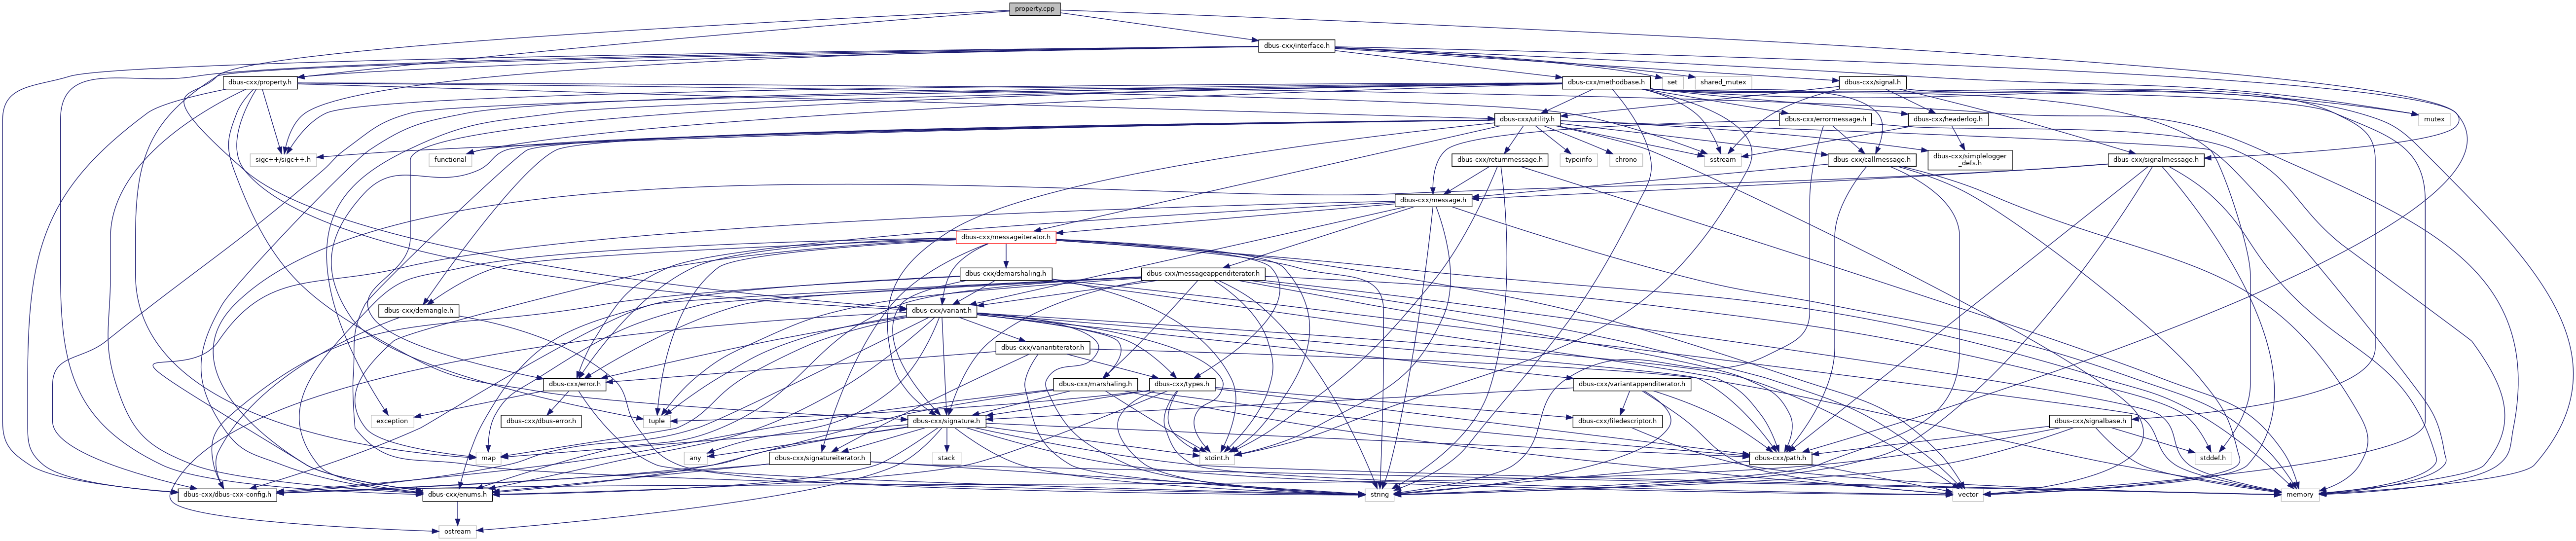 property.cpp
dbus-cxx/interface.h
dbus-cxx/property.h
dbus-cxx/methodbase.h
set
shared_mutex
dbus-cxx/signal.h
dbus-cxx/utility.h
dbus-cxx/errormessage.h
dbus-cxx/headerlog.h
mutex
sigc++/sigc++.h
functional
dbus-cxx/returnmessage.h
typeinfo
chrono
sstream
dbus-cxx/callmessage.h
dbus-cxx/simplelogger
_defs.h
dbus-cxx/signalmessage.h
dbus-cxx/message.h
dbus-cxx/messageiterator.h
dbus-cxx/demarshaling.h
dbus-cxx/messageappenditerator.h
dbus-cxx/demangle.h
dbus-cxx/variant.h
dbus-cxx/variantiterator.h
dbus-cxx/error.h
dbus-cxx/marshaling.h
dbus-cxx/types.h
dbus-cxx/variantappenditerator.h
exception
dbus-cxx/dbus-error.h
tuple
dbus-cxx/signature.h
dbus-cxx/filedescriptor.h
dbus-cxx/signalbase.h
map
any
dbus-cxx/signatureiterator.h
stack
stdint.h
dbus-cxx/path.h
stddef.h
dbus-cxx/dbus-cxx-config.h
dbus-cxx/enums.h
string
vector
memory
ostream